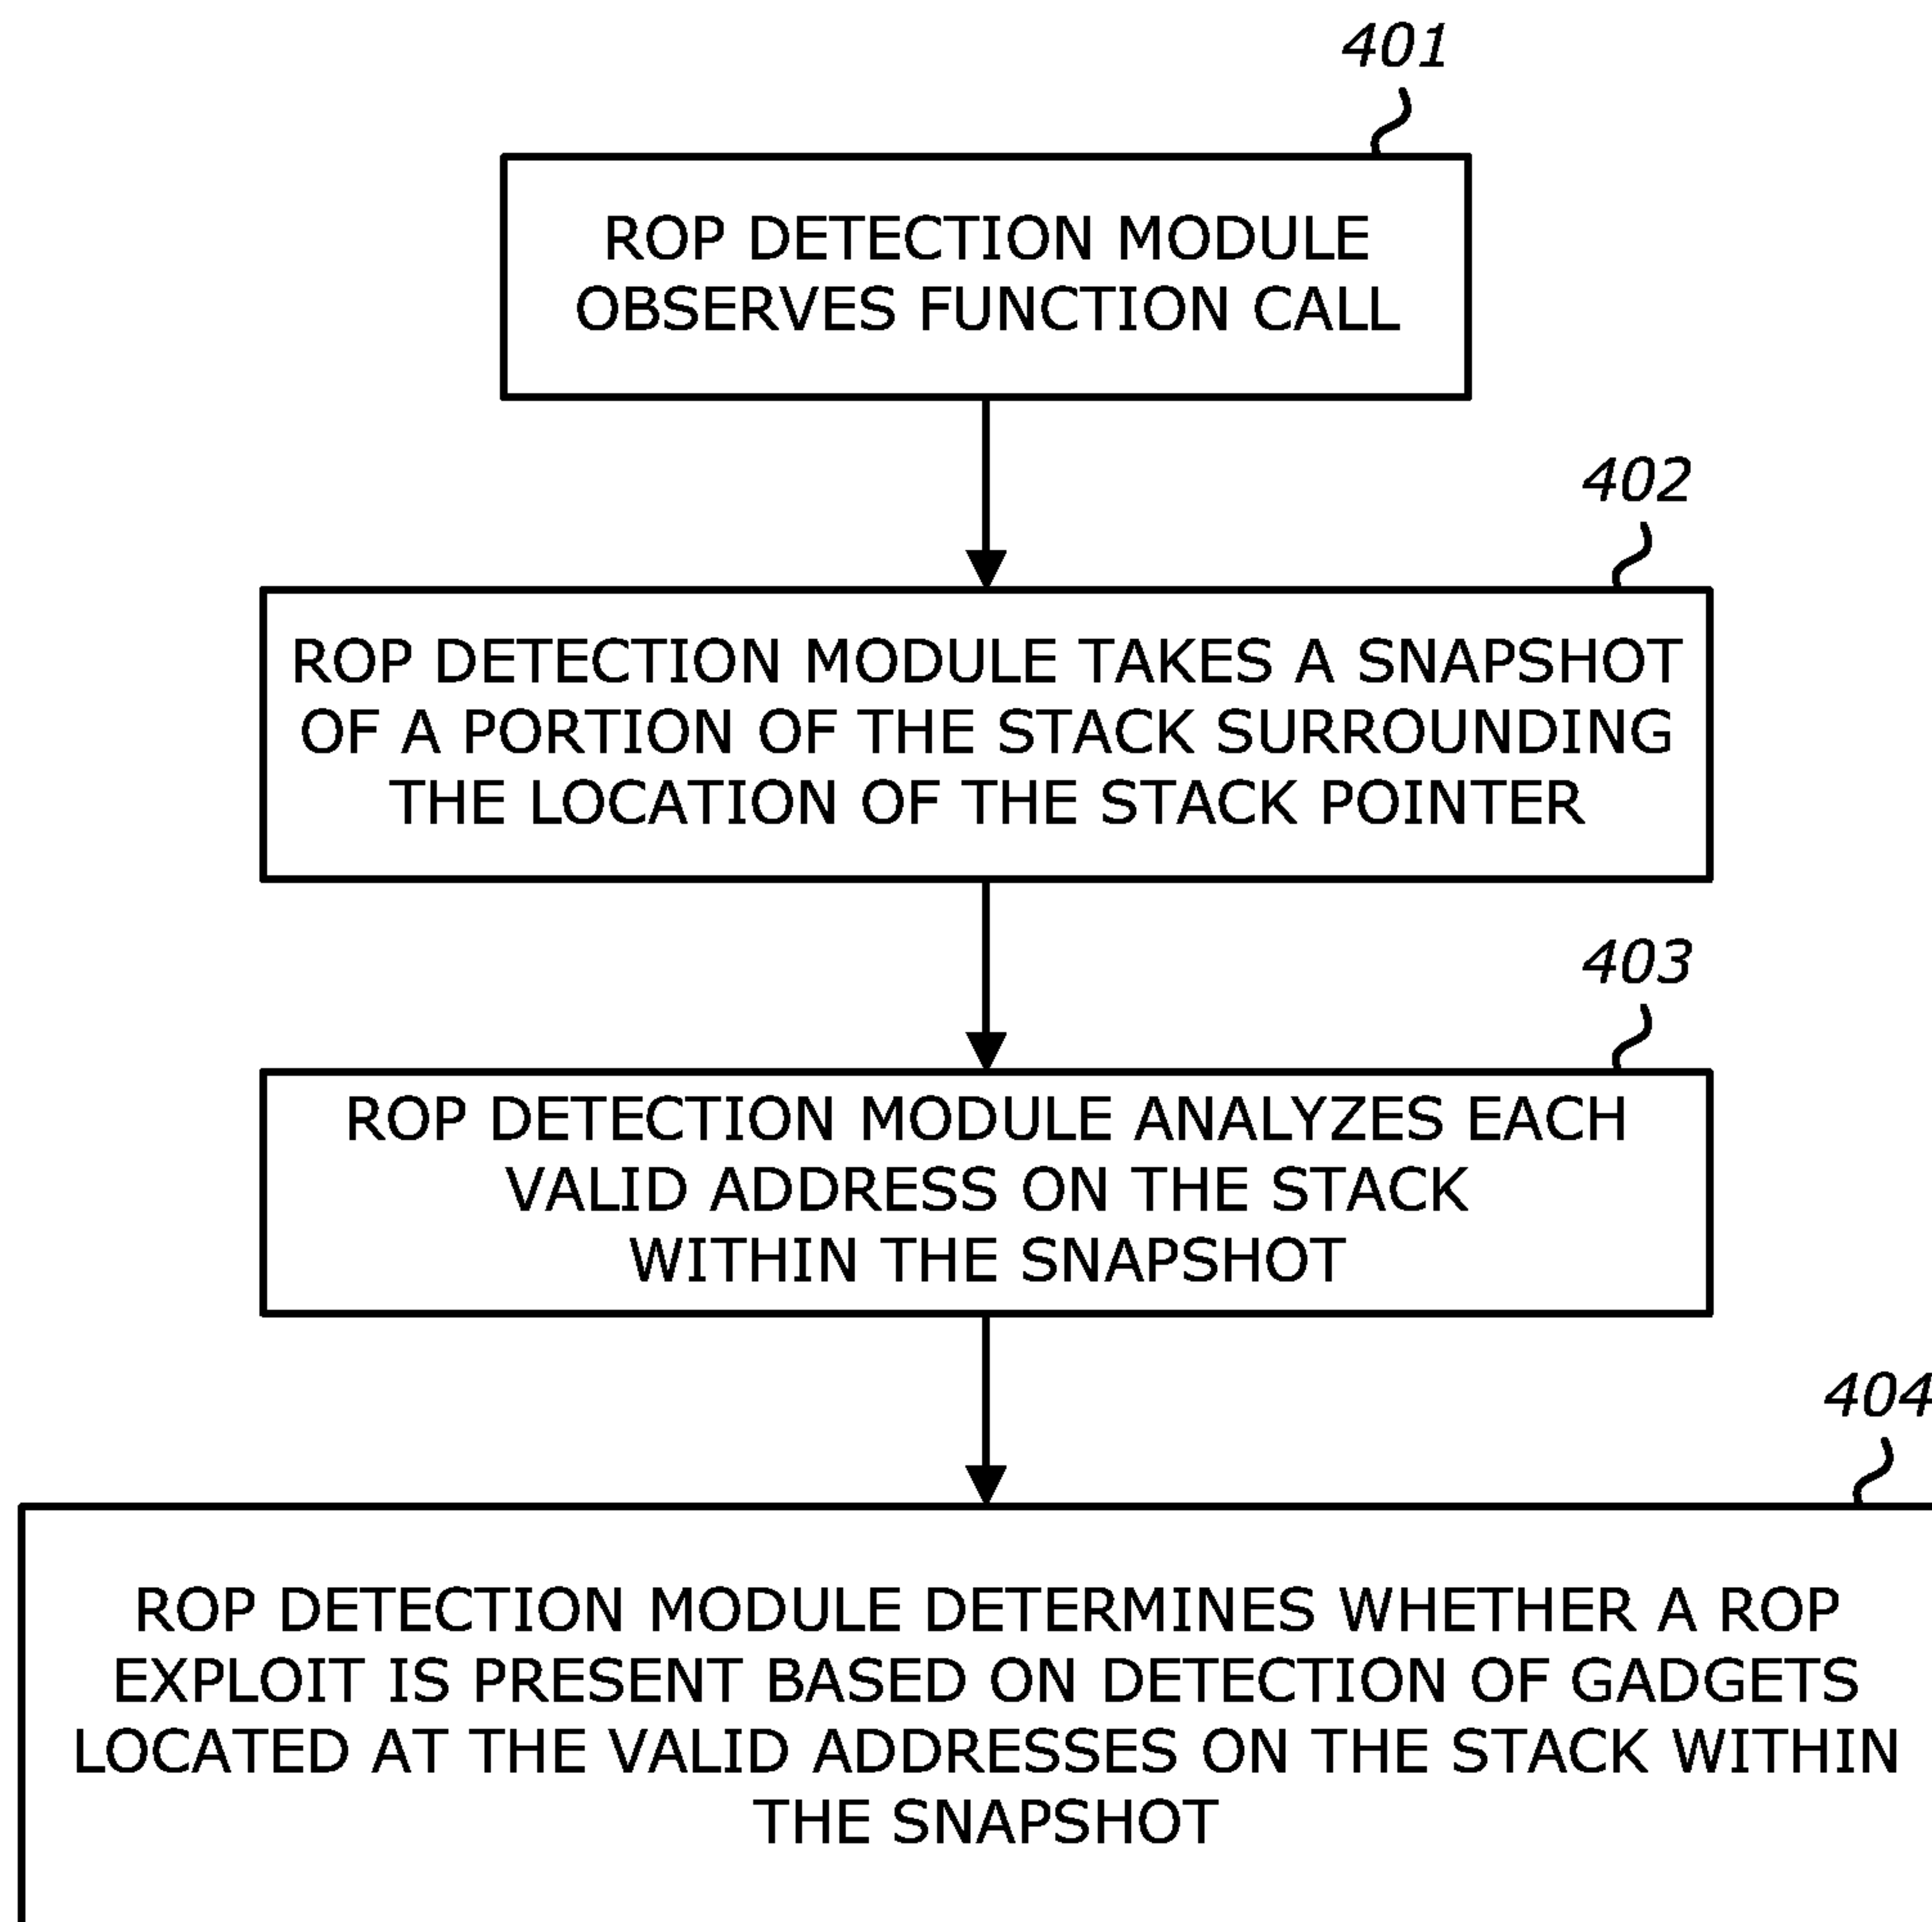 401
ROP DETECTION MODULE
OBSERVES FUNCTION CALL
402
ROP DETECTION MODULE TAKES A SNAPSHOT
OF A PORTION OF THE STACK SURROUNDING
THE LOCATION OF THE STACK POINTER
403
ROP DETECTION MODULE ANALYZES EACH
VALID ADDRESS ON THE STACK
WITHIN THE SNAPSHOT
404
ROP DETECTION MODULE DETERMINES WHETHER A ROP
EXPLOIT IS PRESENT BASED ON DETECTION OF GADGETS
LOCATED AT THE VALID ADDRESSES ON THE STACK WITHIN
THE SNAPSHOT